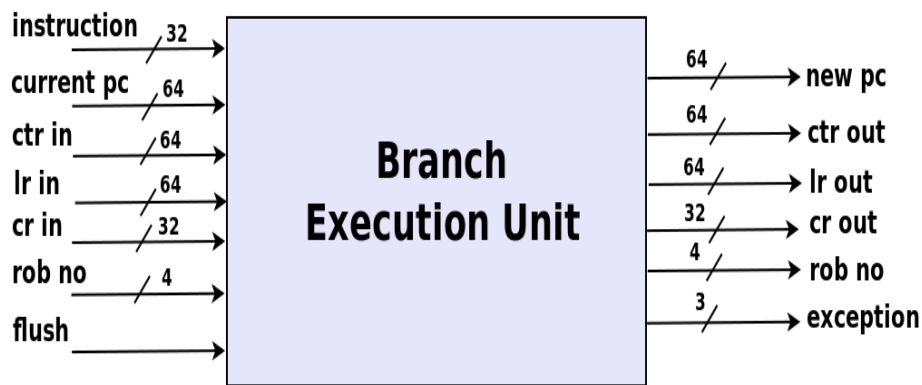 instruction
32
current pc
64
ctr in
64
lr in
64
cr in
32
rob no
4
flush
Branch
Execution Unit
64
new pc
64
ctr out
64
lr out
32
cr out
4
rob no
3
exception